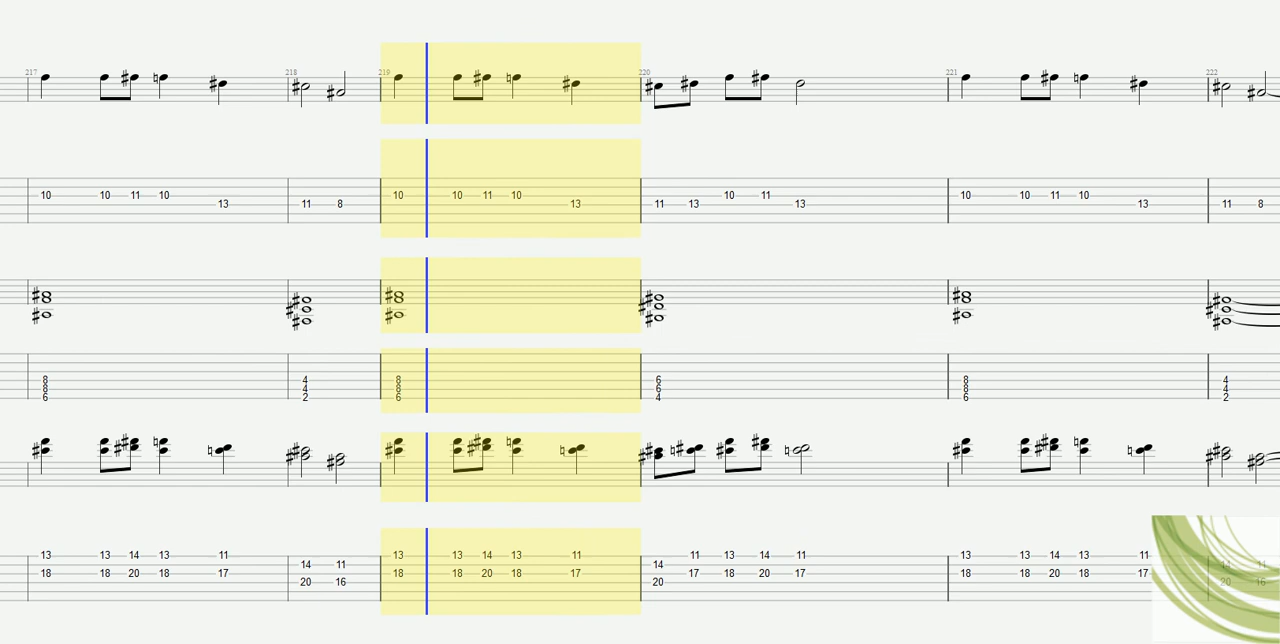 217 218 219 220 221 222
10 10 11 10 13 11 8 10 10 11 10 13 11 13 10 11 13 10 10 11 10 13 11 8
8 4 8 6 8 4
8 4 8 6 8 4
6 2 6 4 6 2
13 13 14 13 11 14 11 13 13 14 13 11 14 11 13 14 11 13 13 14 13 11 14 11
18 18 20 18 17 20 16 18 18 20 18 17 20 17 18 20 17 18 18 20 18 17 20 16